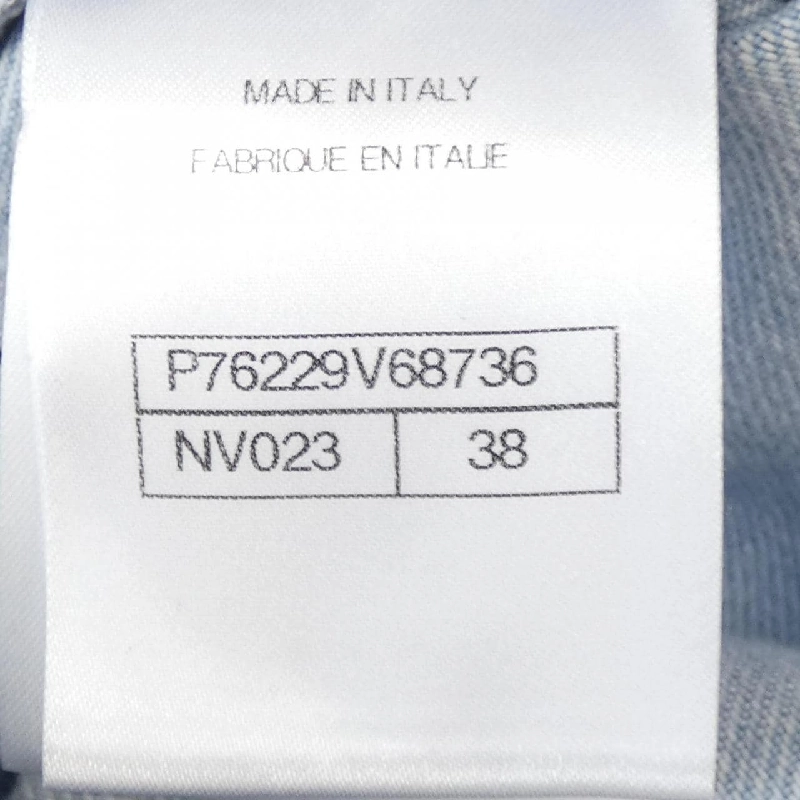 MADE IN ITALY
FABRIQUE EN ITALIE
P76229V68736
NV023 38